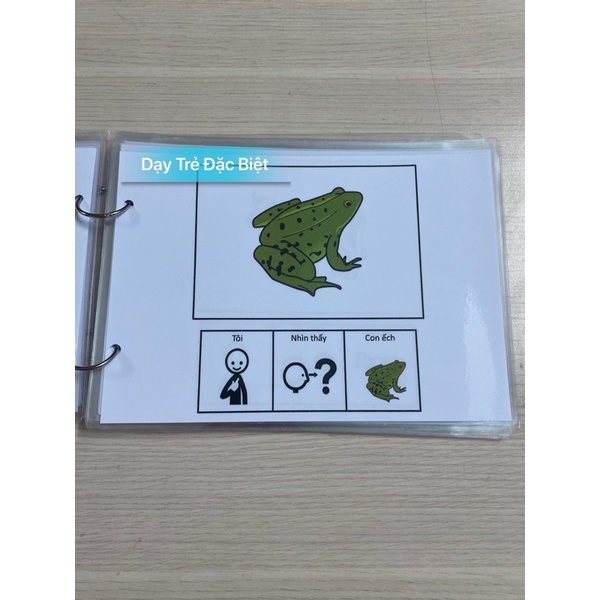 Dạy Trẻ Đặc Biệt
Tôi
Nhìn thấy
Con ếch